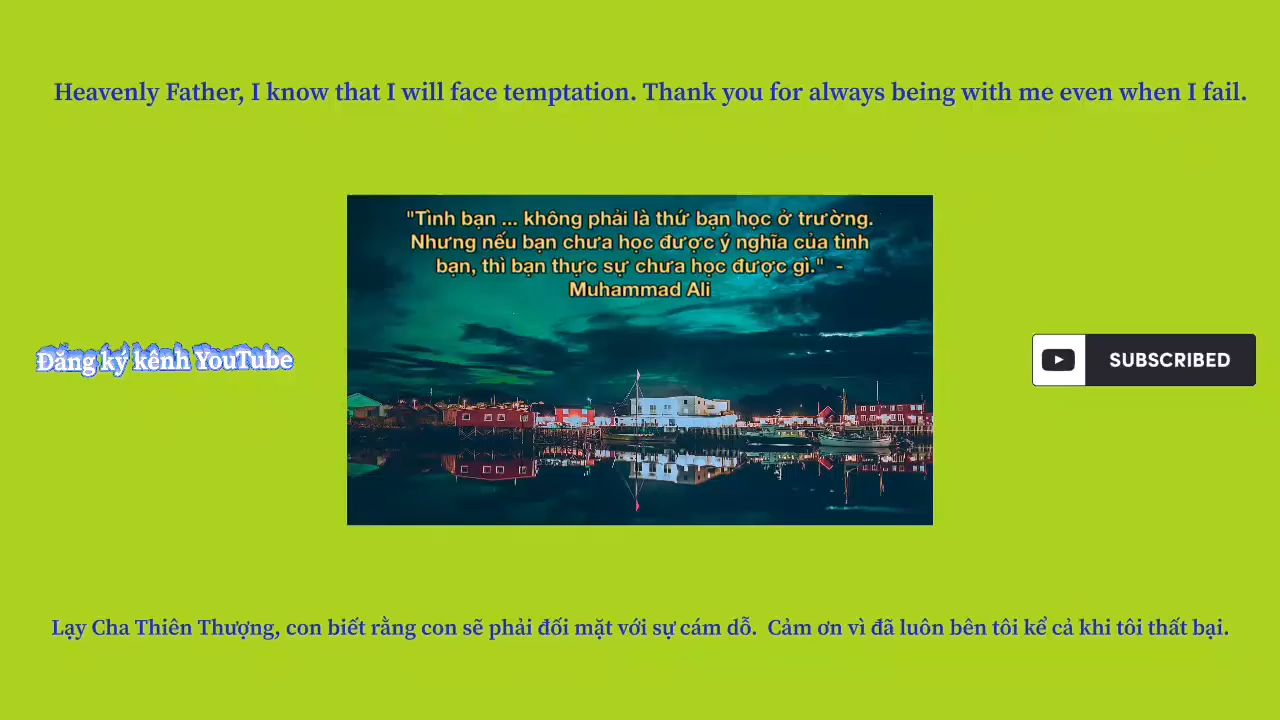 Heavenly Father, I know that I will face temptation. Thank you for always being with me even when I fail.
"Tình bạn ... không phải là thứ bạn học ở trường.
Nhưng nếu bạn chưa học được ý nghĩa của tình
bạn, thì bạn thực sự chưa học được gì." -
Muhammad Ali
Đăng ký kênh YouTube
SUBSCRIBED
Lạy Cha Thiên Thượng, con biết rằng con sẽ phải đối mặt với sự cám dỗ. Cảm ơn vì đã luôn bên tôi kể cả khi tôi thất bại.